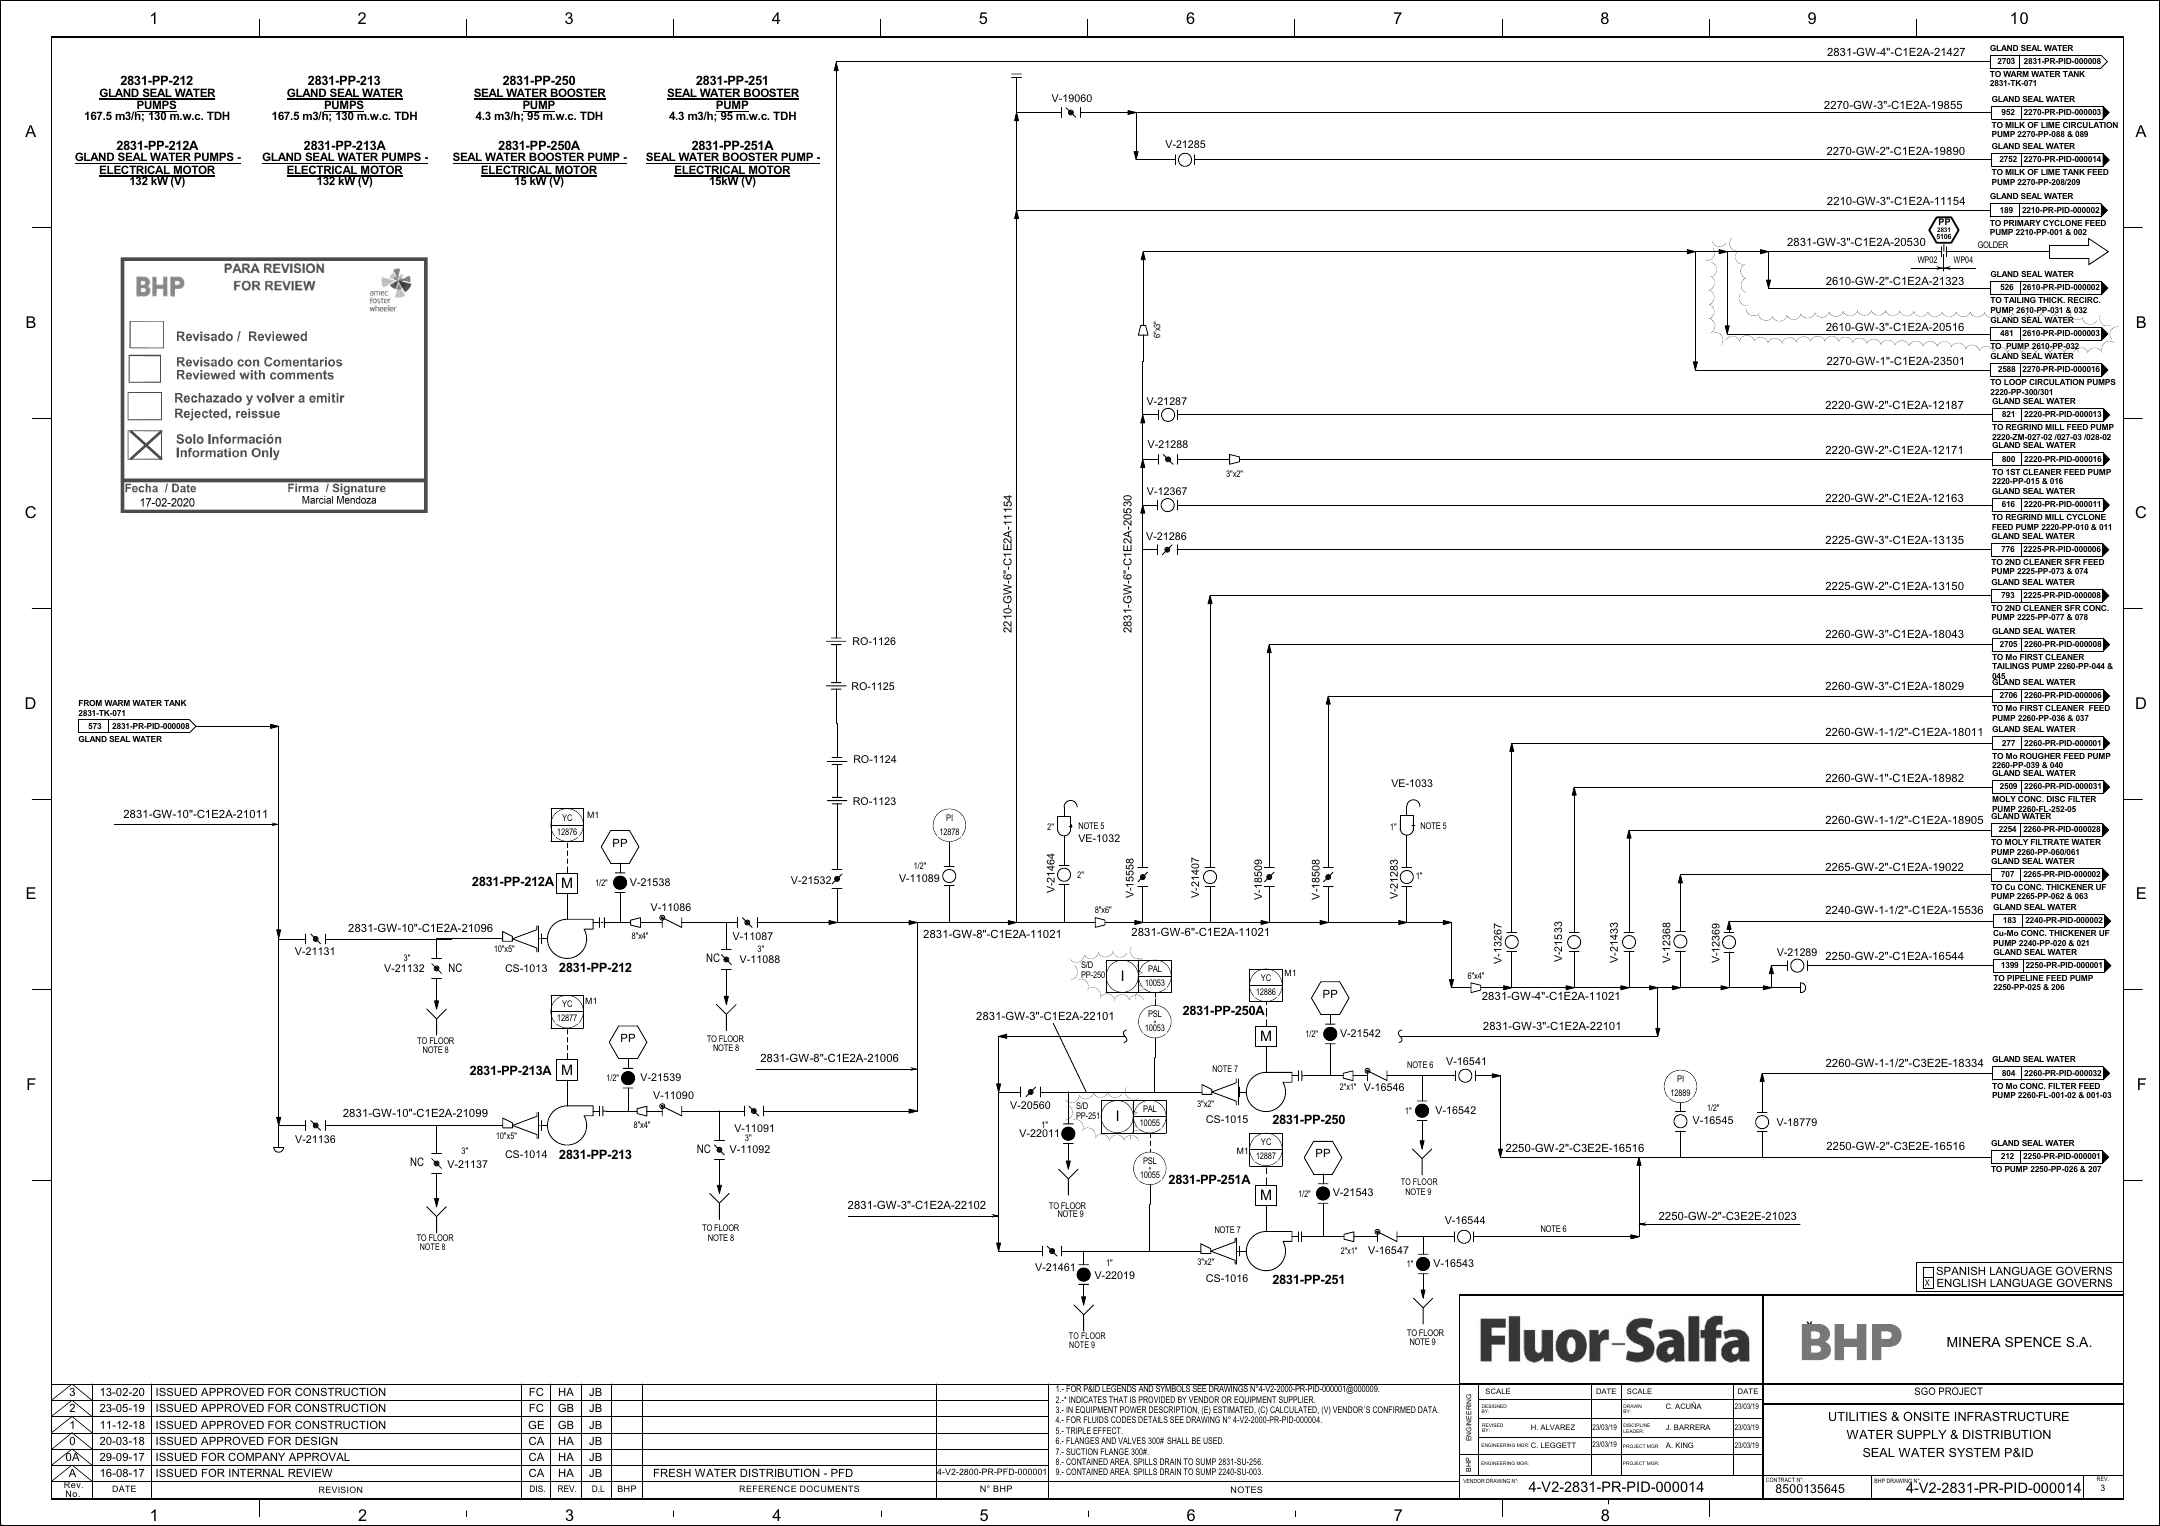 1 2 3 4 5 6 7 8 9 10
A
B
C
D
E
F
2831-PP-212
GLAND SEAL WATER
PUMPS
167.5 m3/h; 130 m.w.c. TDH
2831-PP-213
GLAND SEAL WATER
PUMPS
167.5 m3/h; 130 m.w.c. TDH
2831-PP-250
SEAL WATER BOOSTER
PUMP
4.3 m3/h; 95 m.w.c. TDH
2831-PP-251
SEAL WATER BOOSTER
PUMP
4.3 m3/h; 95 m.w.c. TDH
2831-PP-212A
GLAND SEAL WATER PUMPS -
ELECTRICAL MOTOR
132 kW (V)
2831-PP-213A
GLAND SEAL WATER PUMPS -
ELECTRICAL MOTOR
132 kW (V)
2831-PP-250A
SEAL WATER BOOSTER PUMP -
ELECTRICAL MOTOR
15 kW (V)
2831-PP-251A
SEAL WATER BOOSTER PUMP -
ELECTRICAL MOTOR
15kW (V)
BHP
PARA REVISION
FOR REVIEW
amec
foster
wheeler
Revisado / Reviewed
Revisado con Comentarios
Reviewed with comments
Rechazado y volver a emitir
Rejected, reissue
Solo Información
Information Only
Fecha / Date
17-02-2020
Firma / Signature
Marcial Mendoza
2831-GW-4"-C1E2A-21427
GLAND SEAL WATER
2703 2831-PR-PID-000008
TO WARM WATER TANK
2831-TK-071
V-19060
2270-GW-3"-C1E2A-19855
GLAND SEAL WATER
952 2270-PR-PID-000003
TO MILK OF LIME CIRCULATION
PUMP 2270-PP-088 & 089
V-21285
2270-GW-2"-C1E2A-19890
GLAND SEAL WATER
2752 2270-PR-PID-000014
TO MILK OF LIME TANK FEED
PUMP 2270-PP-208/209
2210-GW-3"-C1E2A-11154
GLAND SEAL WATER
189 2210-PR-PID-000002
TO PRIMARY CYCLONE FEED
PUMP 2210-PP-001 & 002
PP
2831
5106
2831-GW-3"-C1E2A-20530
GOLDER
WP02 WP04
2610-GW-2"-C1E2A-21323
GLAND SEAL WATER
526 2610-PR-PID-000002
TO TAILING THICK. RECIRC.
PUMP 2610-PP-031 & 032
2610-GW-3"-C1E2A-20516
GLAND SEAL WATER
481 2610-PR-PID-000003
TO PUMP 2610-PP-032
2270-GW-1"-C1E2A-23501
GLAND SEAL WATER
2588 2270-PR-PID-000016
TO LOOP CIRCULATION PUMPS
2220-PP-300/301
6"x3"
V-21287
2220-GW-2"-C1E2A-12187
GLAND SEAL WATER
821 2220-PR-PID-000013
TO REGRIND MILL FEED PUMP
2220-ZM-027-02 /027-03 /028-02
V-21288
3"x2"
2220-GW-2"-C1E2A-12171
GLAND SEAL WATER
800 2220-PR-PID-000016
TO 1ST CLEANER FEED PUMP
2220-PP-015 & 016
V-12367
2220-GW-2"-C1E2A-12163
GLAND SEAL WATER
616 2220-PR-PID-000011
TO REGRIND MILL CYCLONE
FEED PUMP 2220-PP-010 & 011
V-21286
2225-GW-3"-C1E2A-13135
GLAND SEAL WATER
776 2225-PR-PID-000006
TO 2ND CLEANER SFR FEED
PUMP 2225-PP-073 & 074
2225-GW-2"-C1E2A-13150
GLAND SEAL WATER
793 2225-PR-PID-000008
TO 2ND CLEANER SFR CONC.
PUMP 2225-PP-077 & 078
2260-GW-3"-C1E2A-18043
GLAND SEAL WATER
2705 2260-PR-PID-000008
TO Mo FIRST CLEANER
TAILINGS PUMP 2260-PP-044 &
045
2260-GW-3"-C1E2A-18029
GLAND SEAL WATER
2706 2260-PR-PID-000006
TO Mo FIRST CLEANER FEED
PUMP 2260-PP-036 & 037
2260-GW-1-1/2"-C1E2A-18011
GLAND SEAL WATER
277 2260-PR-PID-000001
TO Mo ROUGHER FEED PUMP
2260-PP-039 & 040
2260-GW-1"-C1E2A-18982
GLAND SEAL WATER
2509 2260-PR-PID-000031
MOLY CONC. DISC FILTER
PUMP 2260-FL-252-05
2260-GW-1-1/2"-C1E2A-18905
GLAND WATER
2254 2260-PR-PID-000028
TO MOLY FILTRATE WATER
PUMP 2260-PP-060/061
2265-GW-2"-C1E2A-19022
GLAND SEAL WATER
707 2265-PR-PID-000002
TO Cu CONC. THICKENER UF
PUMP 2265-PP-062 & 063
2240-GW-1-1/2"-C1E2A-15536
GLAND SEAL WATER
183 2240-PR-PID-000002
Cu-Mo CONC. THICKENER UF
PUMP 2240-PP-020 & 021
V-21289
2250-GW-2"-C1E2A-16544
GLAND SEAL WATER
1399 2250-PR-PID-000001
TO PIPELINE FEED PUMP
2250-PP-025 & 206
2210-GW-6"-C1E2A-11154
2831-GW-6"-C1E2A-20530
RO-1126
RO-1125
RO-1124
RO-1123
V-21532
FROM WARM WATER TANK
2831-TK-071
573 2831-PR-PID-000008
GLAND SEAL WATER
2831-GW-10"-C1E2A-21011
YC
12876
M1
PP
2831-PP-212A
M
1/2"
V-21538
V-11086
2831-GW-10"-C1E2A-21096
V-21131
10"x5"
CS-1013
2831-PP-212
8"x4"
V-11087
3"
V-11088
NC
3"
V-21132
NC
TO FLOOR
NOTE 8
TO FLOOR
NOTE 8
YC
12877
M1
PP
2831-PP-213A
M
1/2"
V-21539
V-11090
2831-GW-10"-C1E2A-21099
V-21136
10"x5"
CS-1014
2831-PP-213
8"x4"
V-11091
3"
V-11092
NC
3"
V-21137
NC
TO FLOOR
NOTE 8
TO FLOOR
NOTE 8
2831-GW-8"-C1E2A-21006
PI
12878
1/2"
V-11089
2"
NOTE 5
VE-1032
V-21464
2"
8"x6"
V-15558
V-21407
V-18509
V-18508
VE-1033
1"
NOTE 5
V-21283
1"
2831-GW-8"-C1E2A-11021
2831-GW-6"-C1E2A-11021
V-13267
V-21533
V-21433
V-12368
V-12369
6"x4"
2831-GW-4"-C1E2A-11021
2831-GW-3"-C1E2A-22101
2831-GW-3"-C1E2A-22101
S/D
PP-250
I
PAL
10053
PSL
*
10053
YC
12886
M1
2831-PP-250A
M
PP
1/2"
V-21542
V-20560
NOTE 7
3"x2"
CS-1015
2831-PP-250
2"x1"
V-16546
NOTE 6
V-16541
1"
V-16542
TO FLOOR
NOTE 9
1"
V-22011
TO FLOOR
NOTE 9
S/D
PP-251
I
PAL
10055
PSL
*
10055
YC
12887
M1
2831-PP-251A
M
PP
1/2"
V-21543
2831-GW-3"-C1E2A-22102
V-21461
1"
V-22019
TO FLOOR
NOTE 9
NOTE 7
3"x2"
CS-1016
2831-PP-251
2"x1"
V-16547
V-16544
NOTE 6
1"
V-16543
TO FLOOR
NOTE 9
2250-GW-2"-C3E2E-16516
PI
12889
1/2"
V-16545
V-18779
2260-GW-1-1/2"-C3E2E-18334
GLAND SEAL WATER
804 2260-PR-PID-000032
TO Mo CONC. FILTER FEED
PUMP 2260-FL-001-02 & 001-03
2250-GW-2"-C3E2E-16516
GLAND SEAL WATER
212 2250-PR-PID-000001
TO PUMP 2250-PP-026 & 207
2250-GW-2"-C3E2E-21023
SPANISH LANGUAGE GOVERNS
X ENGLISH LANGUAGE GOVERNS
Fluor-Salfa
BHP
MINERA SPENCE S.A.
3 13-02-20 ISSUED APPROVED FOR CONSTRUCTION FC HA JB
2 23-05-19 ISSUED APPROVED FOR CONSTRUCTION FC GB JB
1 11-12-18 ISSUED APPROVED FOR CONSTRUCTION GE GB JB
0 20-03-18 ISSUED APPROVED FOR DESIGN CA HA JB
0A 29-09-17 ISSUED FOR COMPANY APPROVAL CA HA JB
A 16-08-17 ISSUED FOR INTERNAL REVIEW CA HA JB
Rev. No. DATE REVISION DIS. REV. D.L BHP
FRESH WATER DISTRIBUTION - PFD 4-V2-2800-PR-PFD-000001
REFERENCE DOCUMENTS N° BHP
1.- FOR P&ID LEGENDS AND SYMBOLS SEE DRAWINGS N°4-V2-2000-PR-PID-000001@000009.
2.-* INDICATES THAT IS PROVIDED BY VENDOR OR EQUIPMENT SUPPLIER.
3.- IN EQUIPMENT POWER DESCRIPTION, (E) ESTIMATED, (C) CALCULATED, (V) VENDOR´S CONFIRMED DATA.
4.- FOR FLUIDS CODES DETAILS SEE DRAWING N° 4-V2-2000-PR-PID-000004.
5.- TRIPLE EFFECT.
6.- FLANGES AND VALVES 300# SHALL BE USED.
7.- SUCTION FLANGE 300#.
8.- CONTAINED AREA. SPILLS DRAIN TO SUMP 2831-SU-256.
9.- CONTAINED AREA. SPILLS DRAIN TO SUMP 2240-SU-003.
NOTES
ENGINEERING
BHP
SCALE DATE SCALE DATE
DESIGNED BY: DRAWN BY: C. ACUÑA 23/03/19
REVISED BY: H. ALVAREZ 23/03/19 DISCIPLINE LEADER: J. BARRERA 23/03/19
ENGINEERING MGR: C. LEGGETT 23/03/19 PROJECT MGR: A. KING 23/03/19
ENGINEERING MGR: PROJECT MGR:
VENDOR DRAWING N°: 4-V2-2831-PR-PID-000014
SGO PROJECT
UTILITIES & ONSITE INFRASTRUCTURE
WATER SUPPLY & DISTRIBUTION
SEAL WATER SYSTEM P&ID
CONTRACT N°: 8500135645
BHP DRAWING N°: 4-V2-2831-PR-PID-000014
REV. 3
A
B
C
D
E
F
1 2 3 4 5 6 7 8